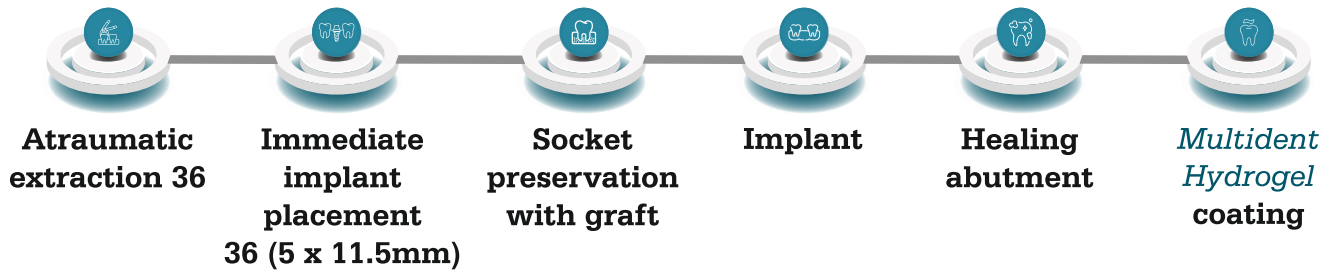 Atraumatic
extraction 36
Immediate
implant
placement
36 (5 x 11.5mm)
Socket
preservation
with graft
Implant
Healing
abutment
Multident
Hydrogel
coating